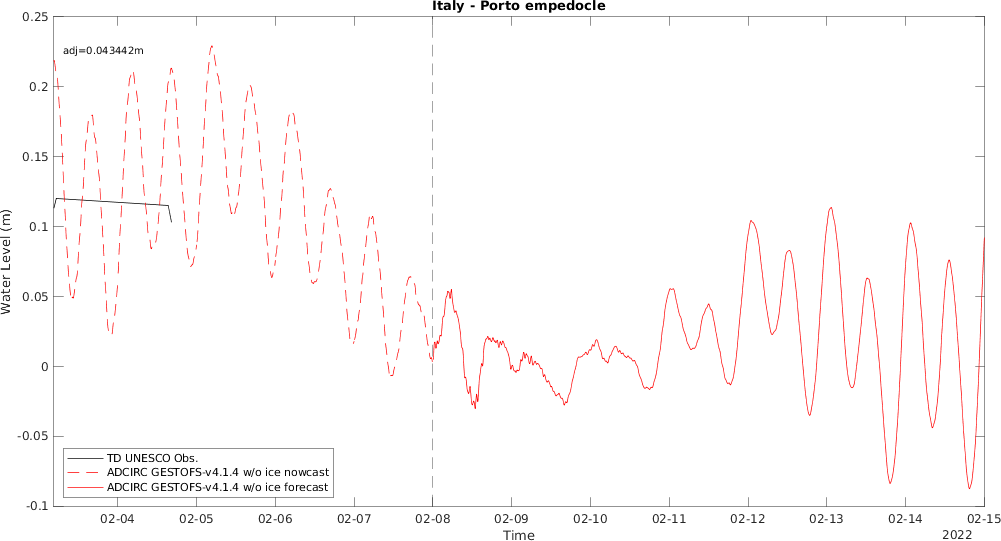 Italy - Porto empedocle
adj=0.043442m
0.25
0.2
0.15
0.1
0.05
0
-0.05
-0.1
Water Level (m)
TD UNESCO Obs.
ADCIRC GESTOFS-v4.1.4 w/o ice nowcast
ADCIRC GESTOFS-v4.1.4 w/o ice forecast
02-04 02-05 02-06 02-07 02-08 02-09 02-10 02-11 02-12 02-13 02-14 02-15
Time
2022